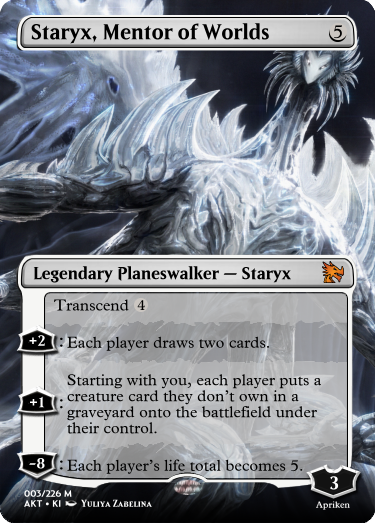 Staryx, Mentor of Worlds 5
Legendary Planeswalker — Staryx
Transcend 4
+2: Each player draws two cards.
+1: Starting with you, each player puts a
creature card they don't own in a
graveyard onto the battlefield under
their control.
-8: Each player's life total becomes 5.
3
003/226 M
AKT • KI Yuliya Zabelina
Apriken